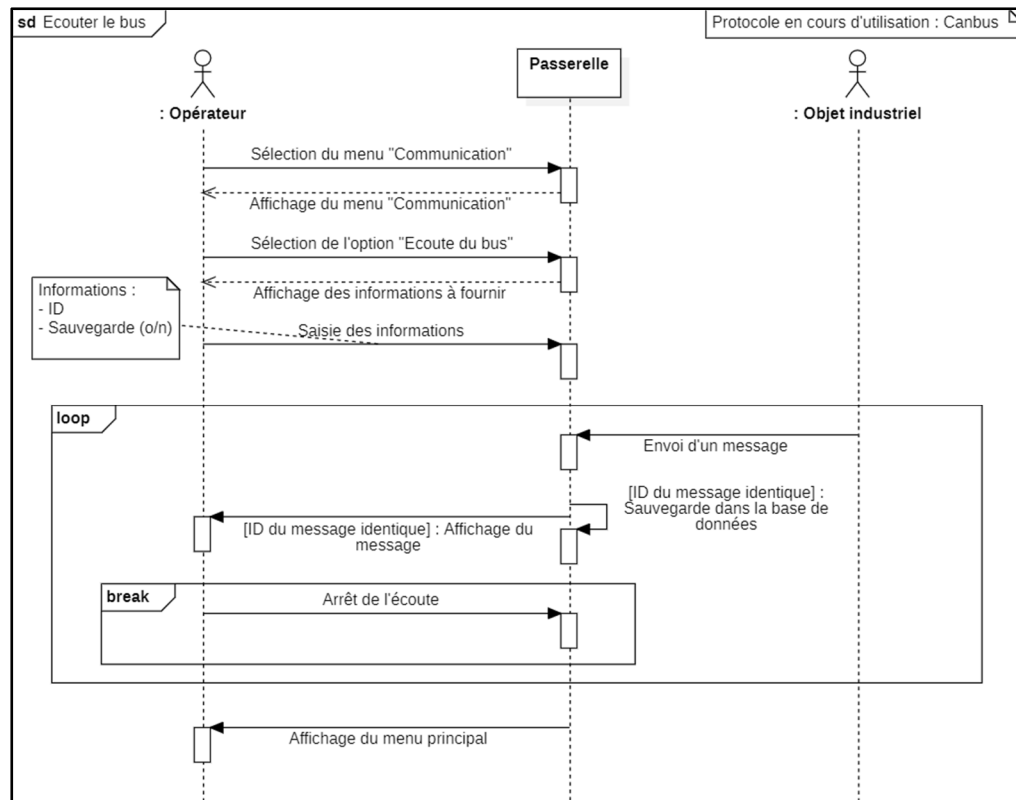 sd Ecouter le bus
Protocole en cours d'utilisation : Canbus
: Opérateur
Passerelle
: Objet industriel
Sélection du menu "Communication"
Affichage du menu "Communication"
Sélection de l'option "Ecoute du bus"
Affichage des informations à fournir
Informations :
- ID
- Sauvegarde (o/n)
Saisie des informations
loop
Envoi d'un message
[ID du message identique] :
Sauvegarde dans la base de
données
[ID du message identique] : Affichage du
message
break
Arrêt de l'écoute
Affichage du menu principal